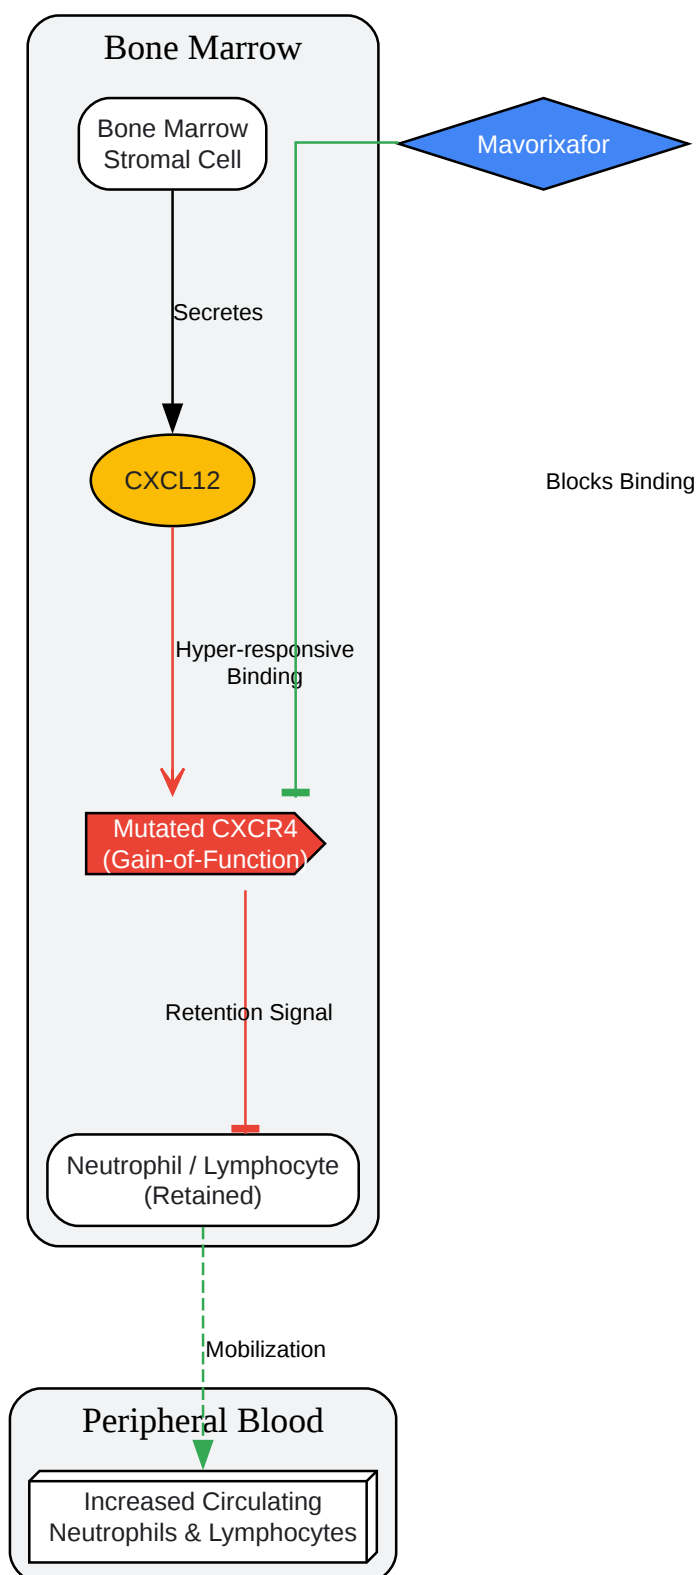 Bone Marrow
Bone Marrow
Stromal Cell
Mavorixafor
Secretes
CXCL12
Blocks Binding
Hyper-responsive
Binding
Mutated CXCR4
(Gain-of-Function)
Retention Signal
Neutrophil / Lymphocyte
(Retained)
Mobilization
Peripheral Blood
Increased Circulating
Neutrophils & Lymphocytes